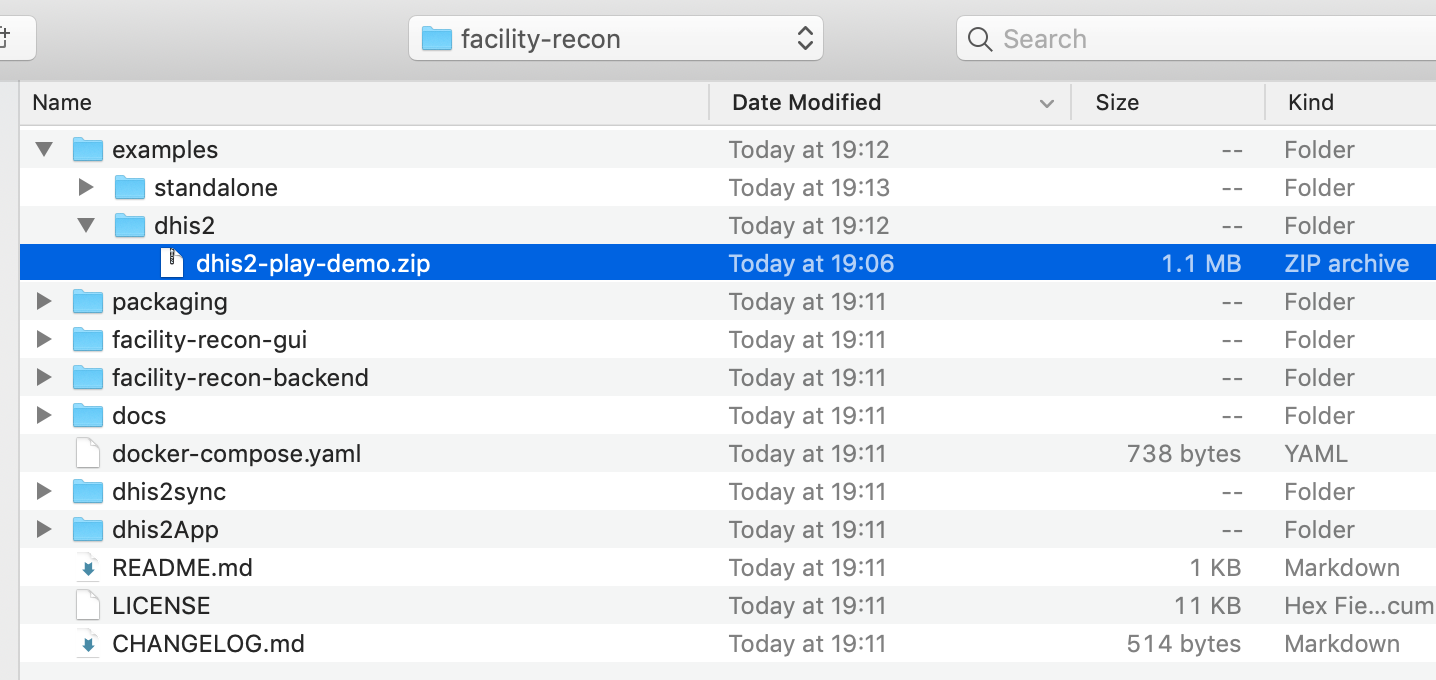 facility-recon Search
Name Date Modified Size Kind
examples Today at 19:12 -- Folder
standalone Today at 19:13 -- Folder
dhis2 Today at 19:12 -- Folder
dhis2-play-demo.zip Today at 19:06 1.1 MB ZIP archive
packaging Today at 19:11 -- Folder
facility-recon-gui Today at 19:11 -- Folder
facility-recon-backend Today at 19:11 -- Folder
docs Today at 19:11 -- Folder
docker-compose.yaml Today at 19:11 738 bytes YAML
dhis2sync Today at 19:11 -- Folder
dhis2App Today at 19:11 -- Folder
README.md Today at 19:11 1 KB Markdown
LICENSE Today at 19:11 11 KB Hex Fie...cum
CHANGELOG.md Today at 19:11 514 bytes Markdown